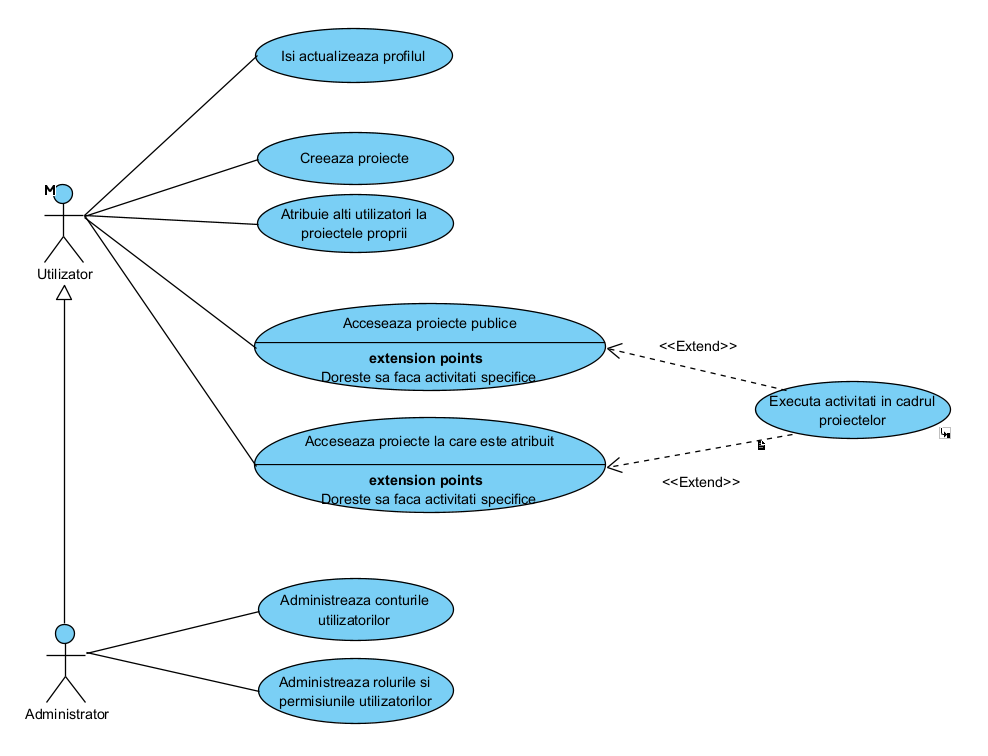 Isi actualizeaza profilul
Creeaza proiecte
M
Atribuie alti utilizatori la
proiectele proprii
Utilizator
Acceseaza proiecte publice
<<Extend>>
extension points
Doreste sa faca activitati specifice
Executa activitati in cadrul
proiectelor
Acceseaza proiecte la care este atribuit
extension points
<<Extend>>
Doreste sa faca activitati specifice
Administreaza conturile
utilizatorilor
Administreaza rolurile si
permisiunile utilizatorilor
Administrator